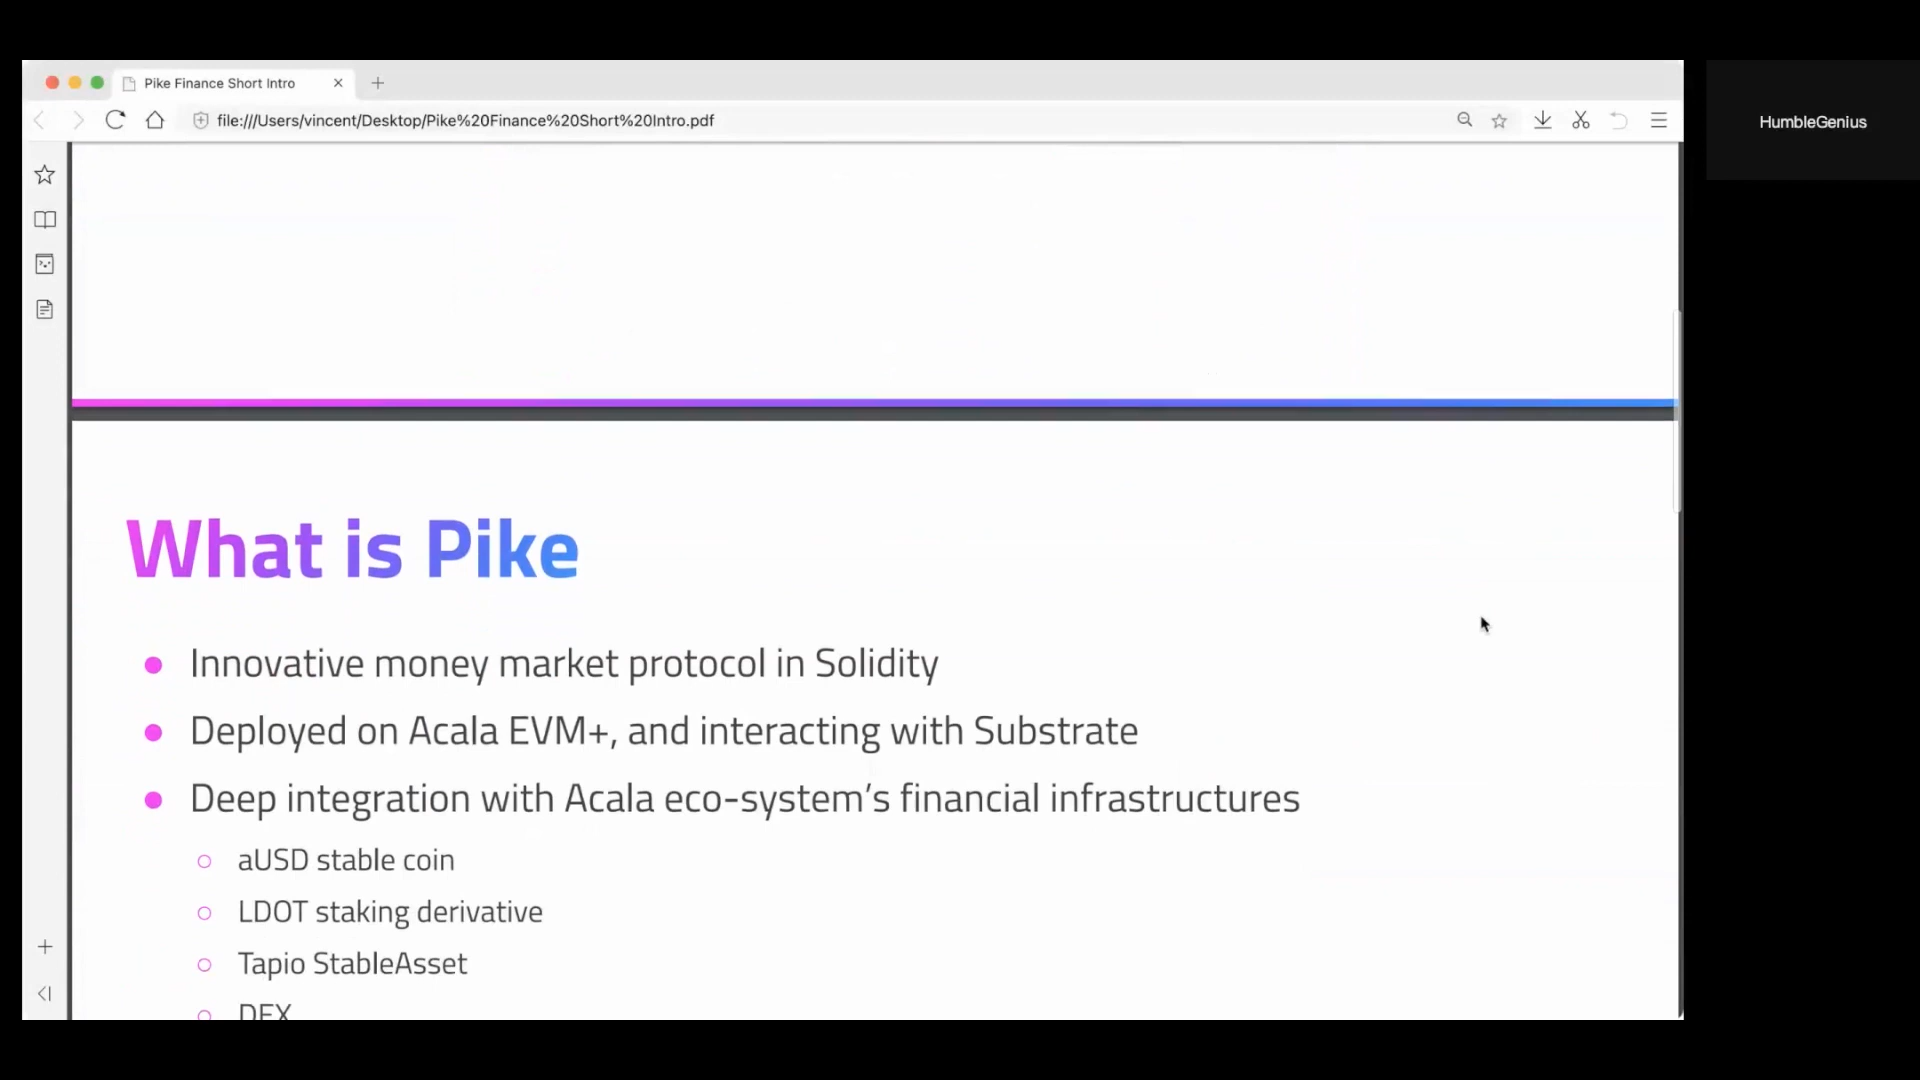 Pike Finance Short Intro
file:///Users/vincent/Desktop/Pike%20Finance%20Short%20Intro.pdf
HumbleGenius
What is Pike
Innovative money market protocol in Solidity
Deployed on Acala EVM+, and interacting with Substrate
Deep integration with Acala eco-system’s financial infrastructures
aUSD stable coin
LDOT staking derivative
Tapio StableAsset
DEX